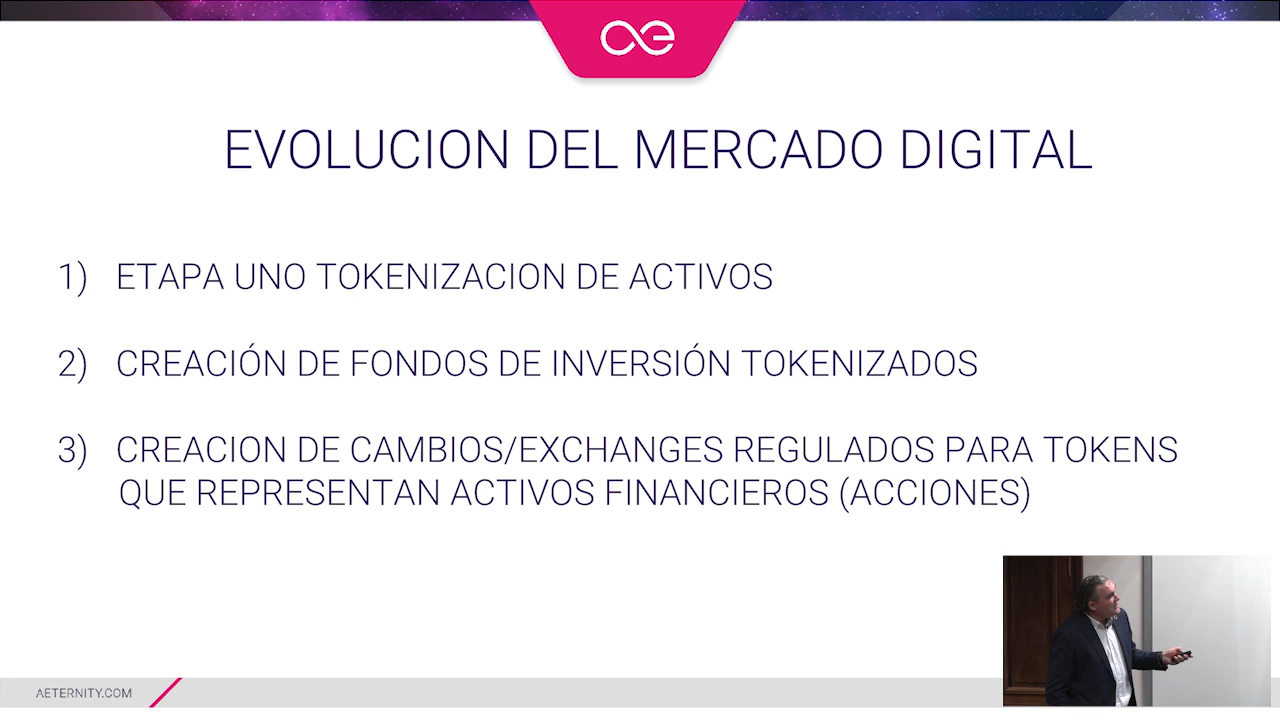 EVOLUCION DEL MERCADO DIGITAL
1) ETAPA UNO TOKENIZACION DE ACTIVOS
2) CREACIÓN DE FONDOS DE INVERSIÓN TOKENIZADOS
3) CREACION DE CAMBIOS/EXCHANGES REGULADOS PARA TOKENS
QUE REPRESENTAN ACTIVOS FINANCIEROS (ACCIONES)
AETERNITY.COM